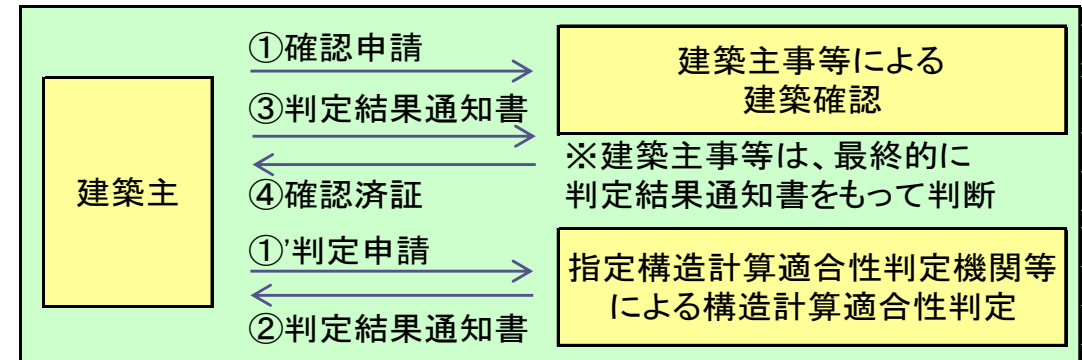 建築主
①確認申請
③判定結果通知書
④確認済証
①'判定申請
②判定結果通知書
建築主事等による
建築確認
※建築主事等は、最終的に
判定結果通知書をもって判断
指定構造計算適合性判定機関等
による構造計算適合性判定